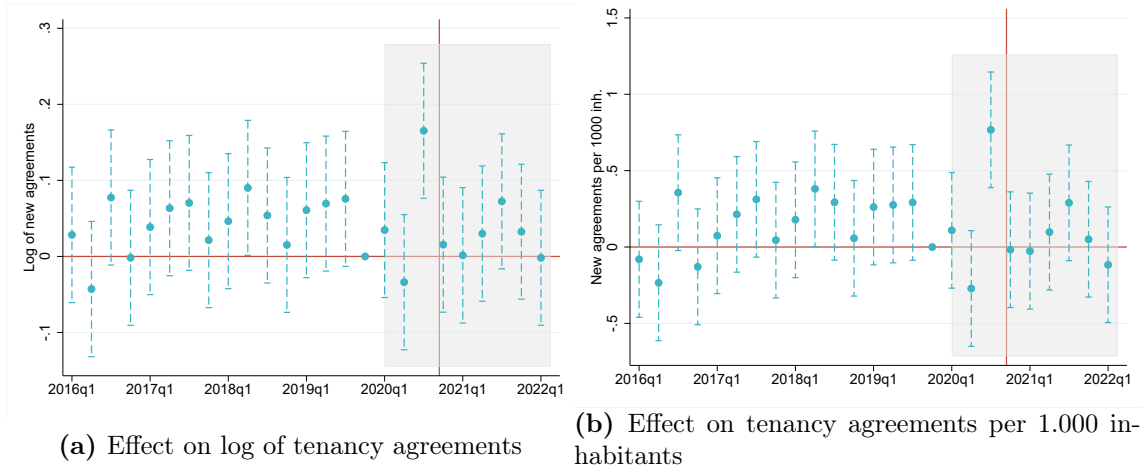 Log of new agreements
.3
.2
.1
0
-.1
2016q1 2017q1 2018q1 2019q1 2020q1 2021q1 2022q1
(a) Effect on log of tenancy agreements
New agreements per 1000 inh.
1.5
1
.5
0
-.5
2016q1 2017q1 2018q1 2019q1 2020q1 2021q1 2022q1
(b) Effect on tenancy agreements per 1.000 in-
habitants